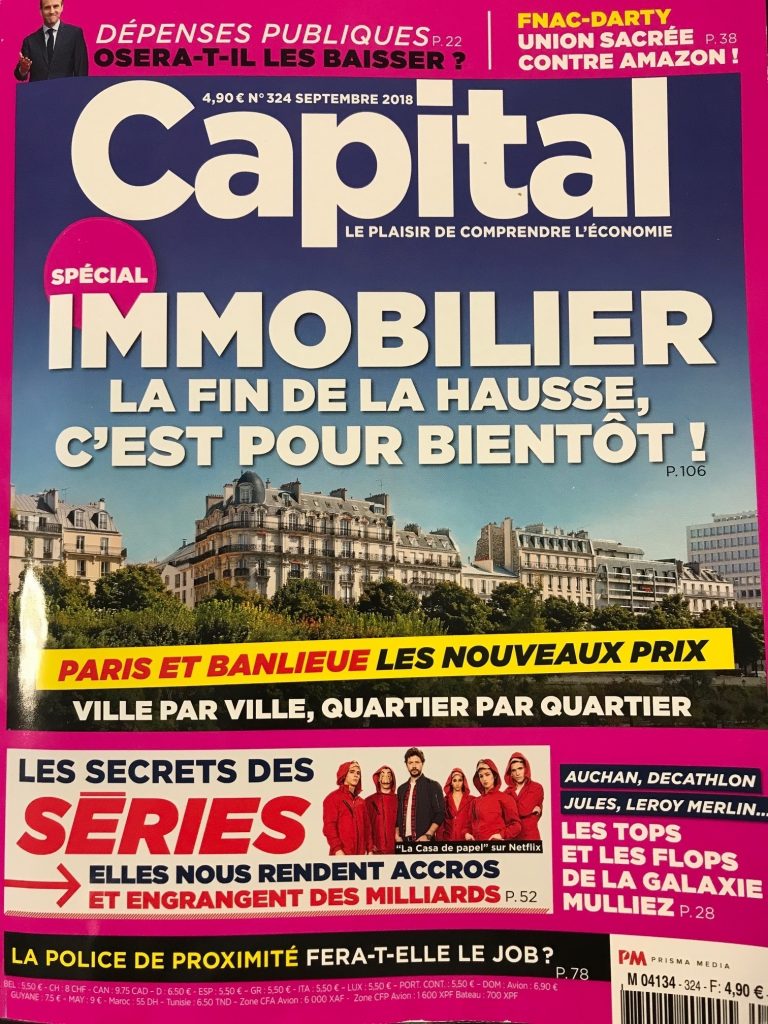 DÉPENSES PUBLIQUES P.22
OSERA-T-IL LES BAISSER ?
FNAC-DARTY
UNION SACRÉE P.38
CONTRE AMAZON !
4,90 € N° 324 SEPTEMBRE 2018
Capital
LE PLAISIR DE COMPRENDRE L'ÉCONOMIE
SPÉCIAL
IMMOBILIER
LA FIN DE LA HAUSSE,
C'EST POUR BIENTÔT !
P.106
PARIS ET BANLIEUE LES NOUVEAUX PRIX
VILLE PAR VILLE, QUARTIER PAR QUARTIER
LES SECRETS DES
SÉRIES
"La Casa de papel" sur Netflix
ELLES NOUS RENDENT ACCROS
ET ENGRANGENT DES MILLIARDS P.52
AUCHAN, DECATHLON
JULES, LEROY MERLIN...
LES TOPS
ET LES FLOPS
DE LA GALAXIE
MULLIEZ P.28
LA POLICE DE PROXIMITÉ FERA-T-ELLE LE JOB ?
P.78
PM PRISMA MEDIA
M 04134 - 324 - F: 4,90 €
BEL : 5,50 € - CH : 8 CHF - CAN : 9.75 CAD - D : 6.50 € - ESP : 5,50 € - GR : 5,50 € - ITA : 5,50 € - LUX : 5,50 € - PORT. CONT. : 5,50 € - DOM : Avion : 6,90 €
GUYANE : 7.5 € - MAY : 9 € - Maroc : 55 DH - Tunisie : 6.50 TND - Zone CFA Avion : 6 000 XAF - Zone CFP Avion : 1 600 XPF Bateau : 700 XPF